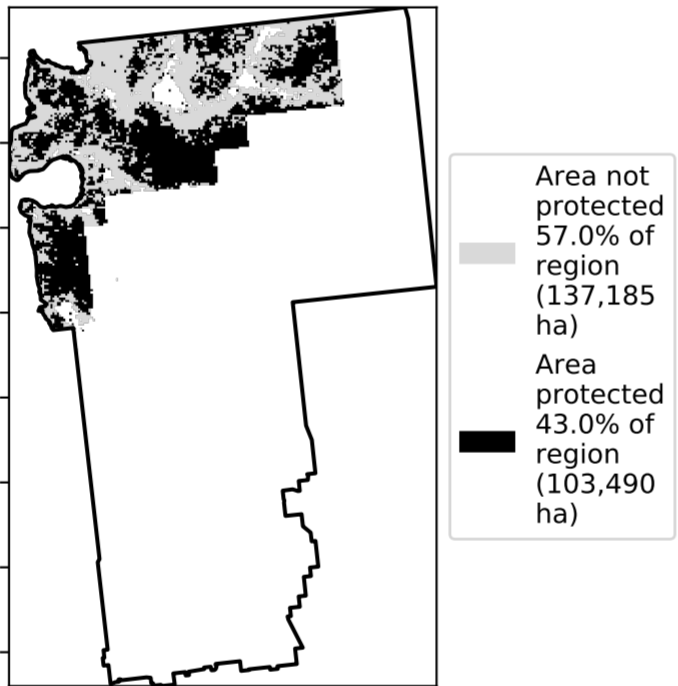 Area not
protected
57.0% of
region
(137,185
ha)
Area
protected
43.0% of
region
(103,490
ha)